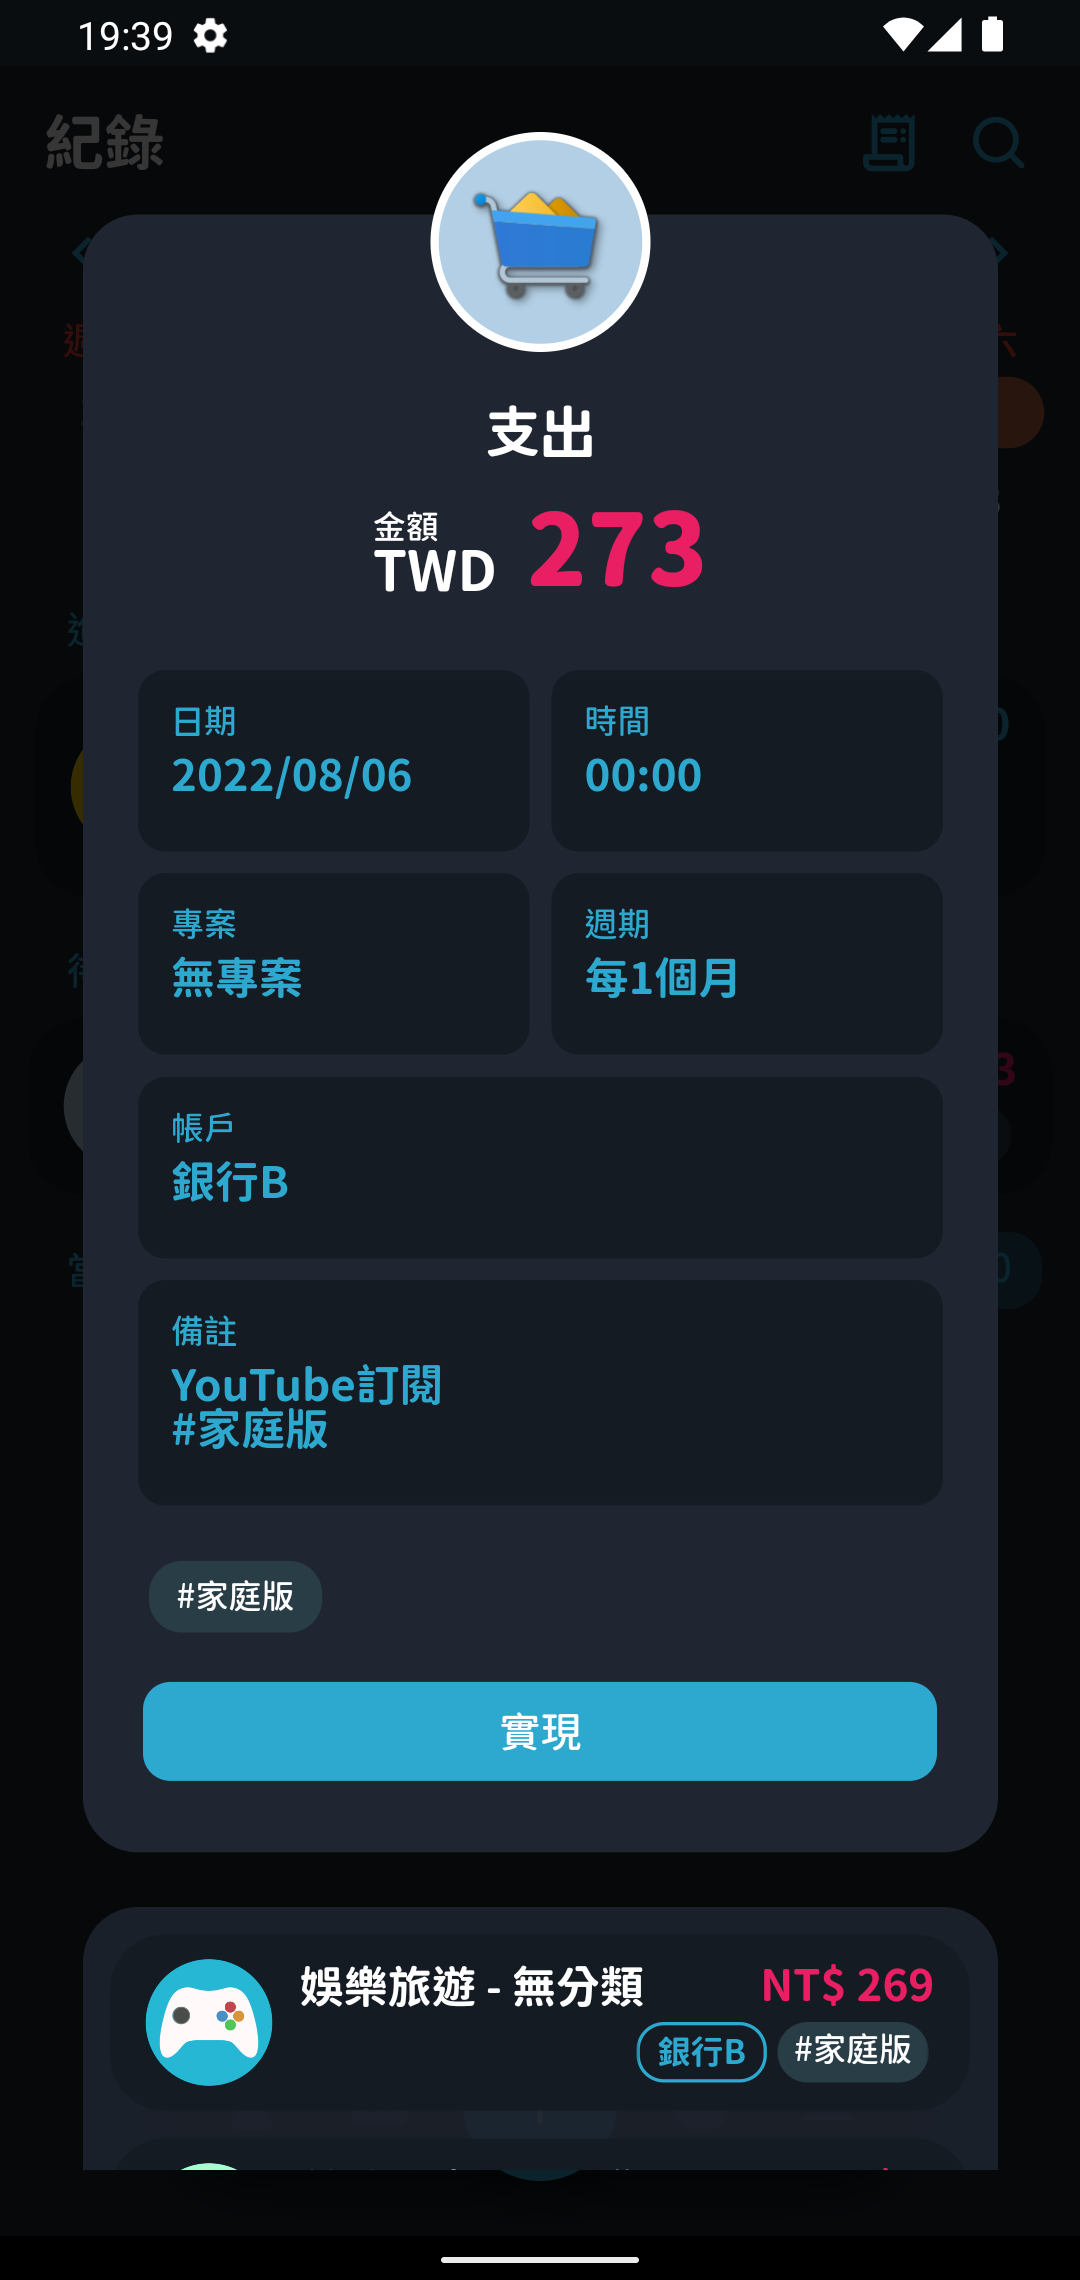 19:39
紀錄
六
支出
金額
TWD 273
日期
2022/08/06
時間
00:00
專案
無專案
週期
每1個月
帳戶
銀行B
備註
YouTube訂閱
#家庭版
#家庭版
實現
娛樂旅遊 - 無分類
NT$ 269
銀行B
#家庭版